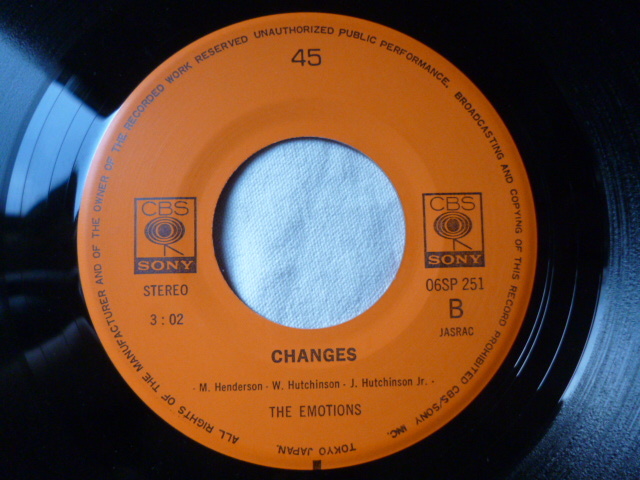 ALL RIGHTS OF THE MANUFACTURER AND OF THE OWNER OF THE RECORDED WORK RESERVED UNAUTHORIZED PUBLIC PERFORMANCE, BROADCASTING AND COPYING OF THIS RECORD PROHIBITED CBS/SONY INC. TOKYO JAPAN.
45
CBS
SONY
STEREO
3 : 02
CBS
SONY
06SP 251
B
JASRAC
CHANGES
- M. Henderson - W. Hutchinson - J. Hutchinson Jr. -
THE EMOTIONS